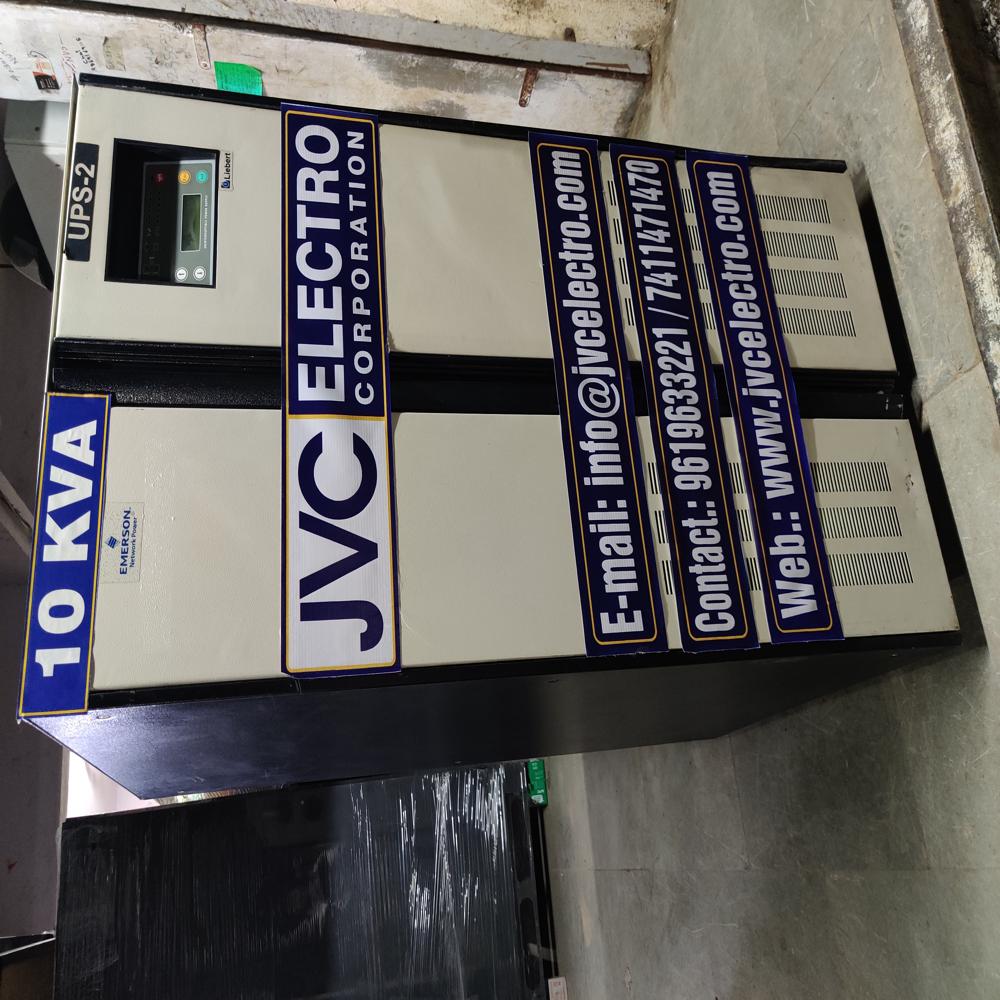 10 KVA
UPS-2
EMERSON
Network Power
Liebert
JVC ELECTRO
CORPORATION
E-mail: info@jvcelectro.com
Contact.: 9619633221 / 7411471470
Web.: www.jvcelectro.com